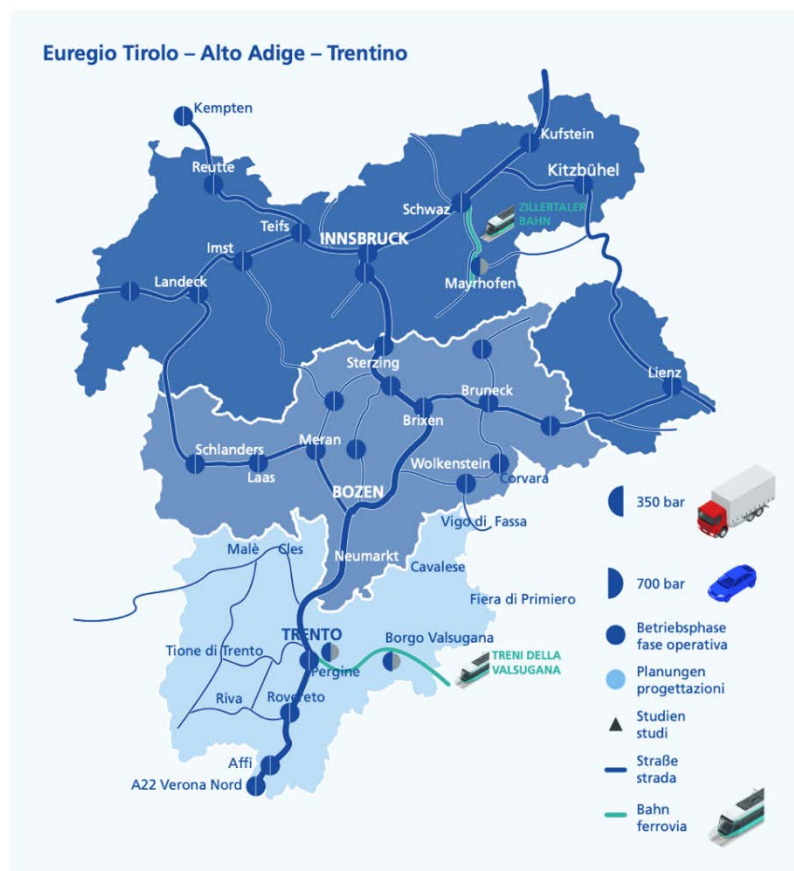 Euregio Tirolo – Alto Adige – Trentino
Kempten
Kufstein
Reutte
Kitzbühel
Schwaz
ZILLERTALER
BAHN
Teifs
INNSBRUCK
Imst
Landeck
Mayrhofen
Sterzing
Lienz
Bruneck
Brixen
Schlanders
Meran
Wolkenstein
Laas
Corvara
BOZEN
350 bar
Vigo di Fassa
Malè
Cles
Neumarkt
Cavalese
700 bar
Fiera di Primiero
TRENTO
Borgo Valsugana
Betriebsphase
fase operativa
Tione di Trento
TRENI DELLA
VALSUGANA
Pergine
Planungen
progettazioni
Riva
Rovereto
Studien
studi
Affi
Straße
strada
A22 Verona Nord
Bahn
ferrovia